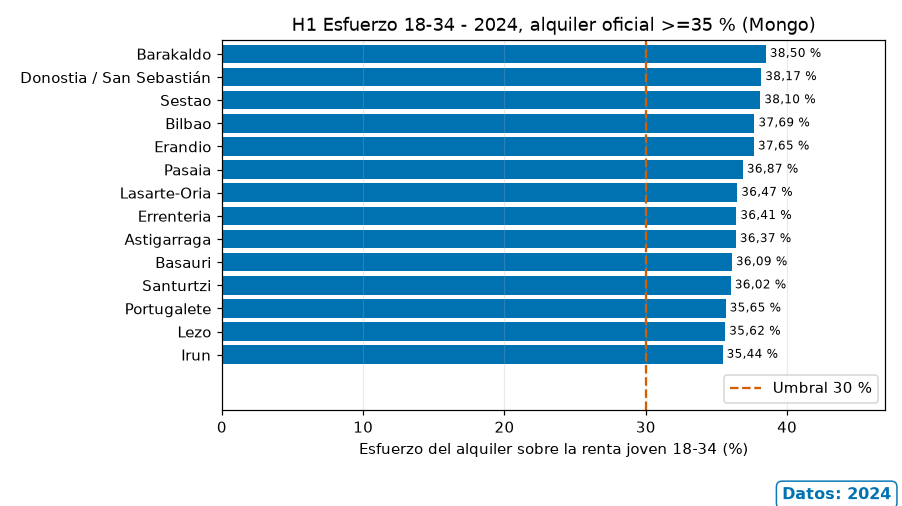 H1 Esfuerzo 18-34 - 2024, alquiler oficial >=35 % (Mongo)
Barakaldo 38,50 %
Donostia / San Sebastián 38,17 %
Sestao 38,10 %
Bilbao 37,69 %
Erandio 37,65 %
Pasaia 36,87 %
Lasarte-Oria 36,47 %
Errenteria 36,41 %
Astigarraga 36,37 %
Basauri 36,09 %
Santurtzi 36,02 %
Portugalete 35,65 %
Lezo 35,62 %
Irun 35,44 %
Umbral 30 %
0 10 20 30 40
Esfuerzo del alquiler sobre la renta joven 18-34 (%)
Datos: 2024